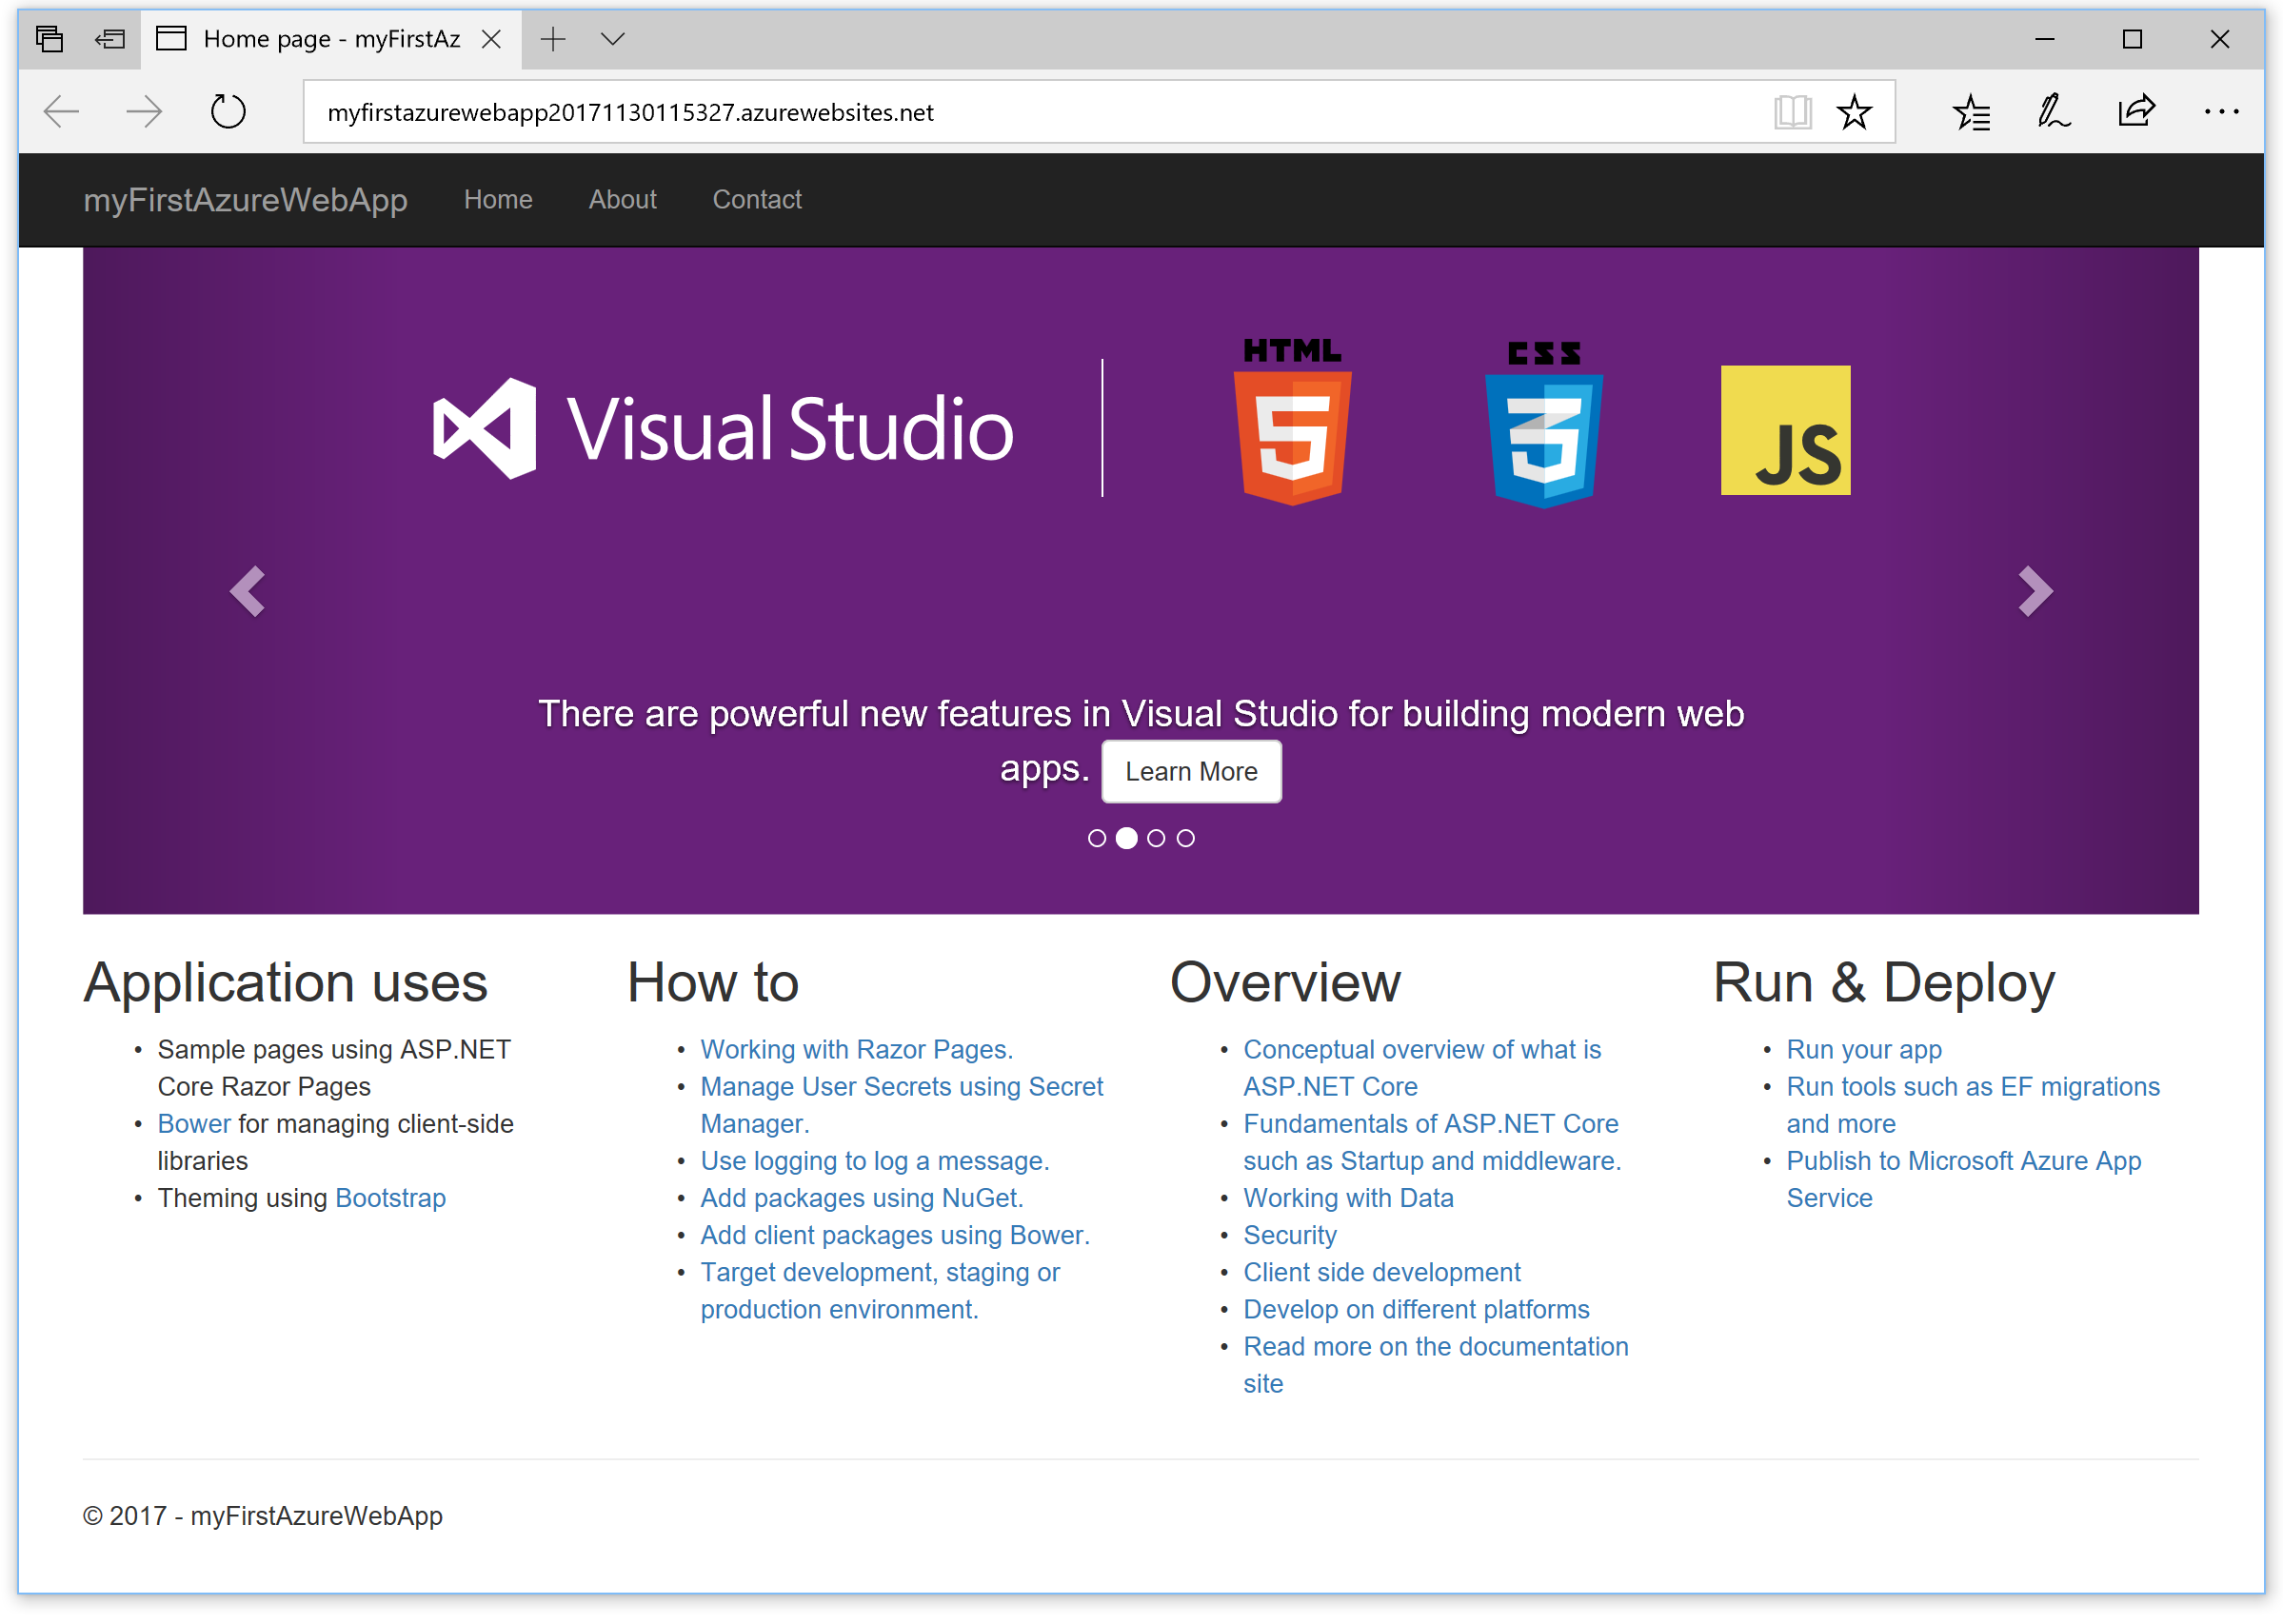 Home page - myFirstAz
myfirstazurewebapp20171130115327.azurewebsites.net
myFirstAzureWebApp Home About Contact
Visual Studio
HTML
5
CSS
3
JS
There are powerful new features in Visual Studio for building modern web
apps. Learn More
Application uses
Sample pages using ASP.NET
Core Razor Pages
Bower for managing client-side
libraries
Theming using Bootstrap
How to
Working with Razor Pages.
Manage User Secrets using Secret
Manager.
Use logging to log a message.
Add packages using NuGet.
Add client packages using Bower.
Target development, staging or
production environment.
Overview
Conceptual overview of what is
ASP.NET Core
Fundamentals of ASP.NET Core
such as Startup and middleware.
Working with Data
Security
Client side development
Develop on different platforms
Read more on the documentation
site
Run & Deploy
Run your app
Run tools such as EF migrations
and more
Publish to Microsoft Azure App
Service
© 2017 - myFirstAzureWebApp